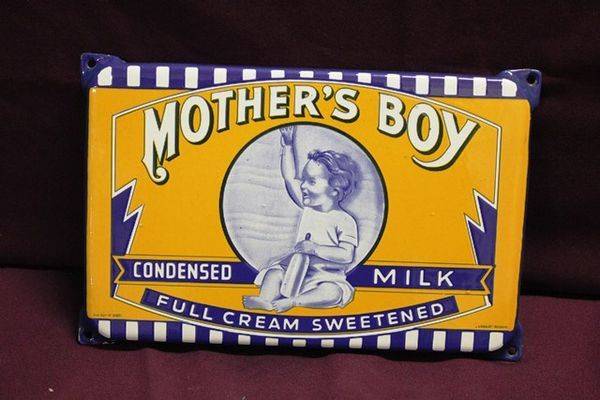 MOTHER'S BOY
CONDENSED MILK
FULL CREAM SWEETENED